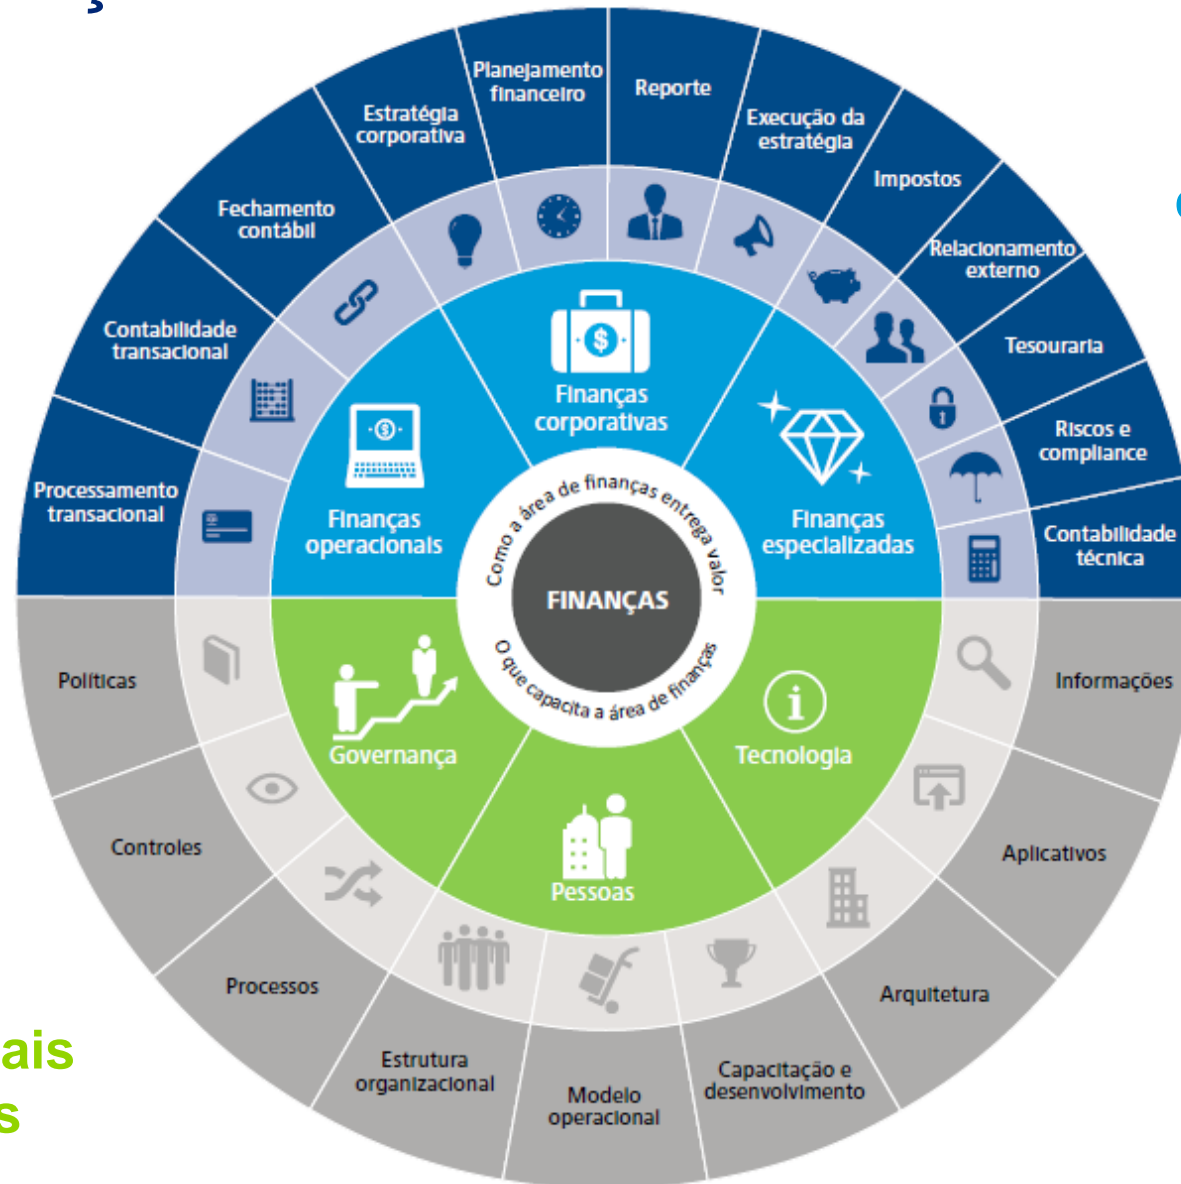 Planejamento
financeiro
Reporte
Estratégia
corporativa
Execução da
estratégia
Impostos
Fechamento
contábil
Relacionamento
externo
Contabilidade
transacional
Tesouraria
Riscos e
compliance
Processamento
transacional
Contabilidade
técnica
Finanças
corporativas
Finanças
operacionais
Finanças
especializadas
Como a área de finanças entrega valor
FINANÇAS
O que capacita a área de finanças
Governança
Tecnologia
Pessoas
Políticas
Informações
Controles
Aplicativos
Processos
Arquitetura
Estrutura
organizacional
Modelo
operacional
Capacitação e
desenvolvimento
ais
s